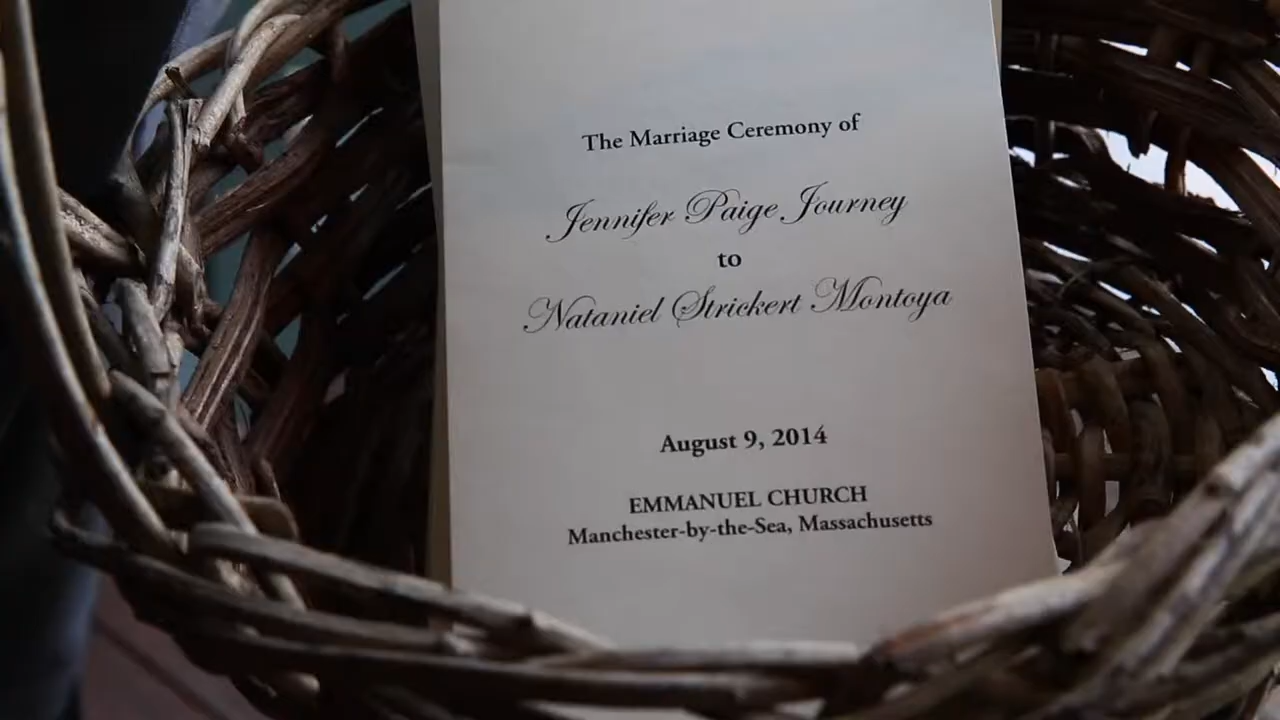 The Marriage Ceremony of
Jennifer Paige Journey
to
Nataniel Strickert Montoya
August 9, 2014
EMMANUEL CHURCH
Manchester-by-the-Sea, Massachusetts